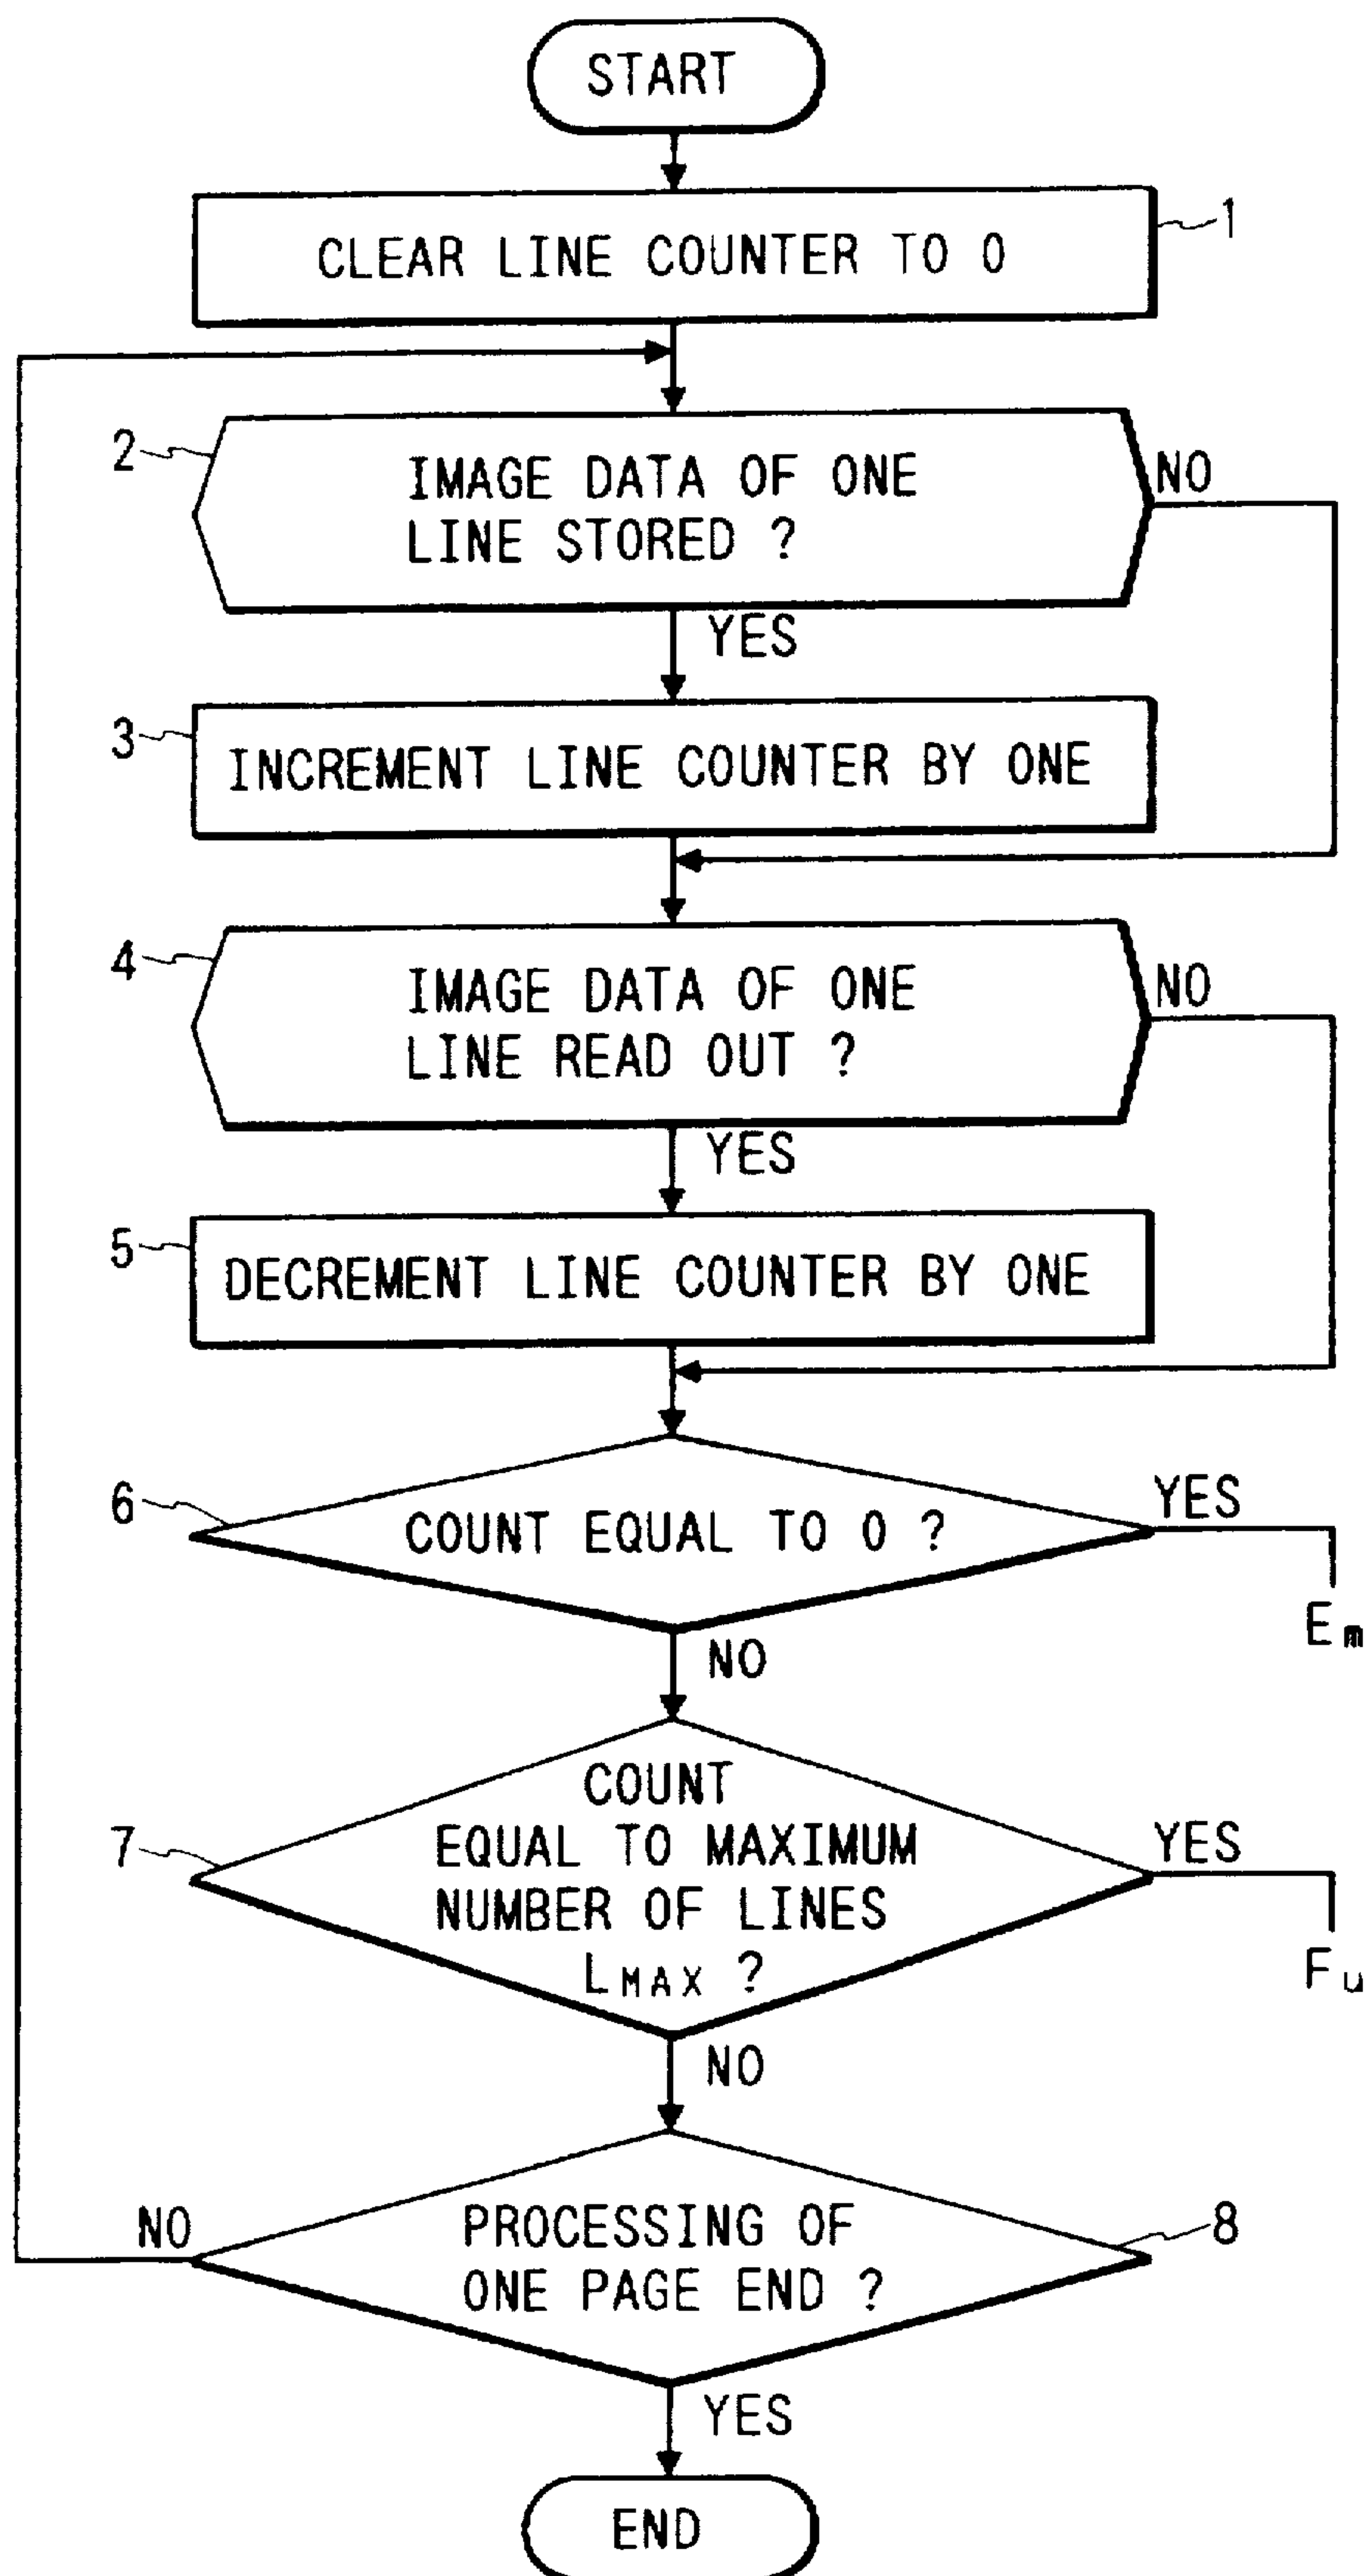 START
CLEAR LINE COUNTER TO 0
1
2
IMAGE DATA OF ONE
LINE STORED ?
NO
YES
3
INCREMENT LINE COUNTER BY ONE
4
IMAGE DATA OF ONE
LINE READ OUT ?
NO
YES
5
DECREMENT LINE COUNTER BY ONE
6
COUNT EQUAL TO 0 ?
YES
Em
NO
7
COUNT
EQUAL TO MAXIMUM
NUMBER OF LINES
LMAX ?
YES
Fu
NO
8
PROCESSING OF
ONE PAGE END ?
NO
YES
END